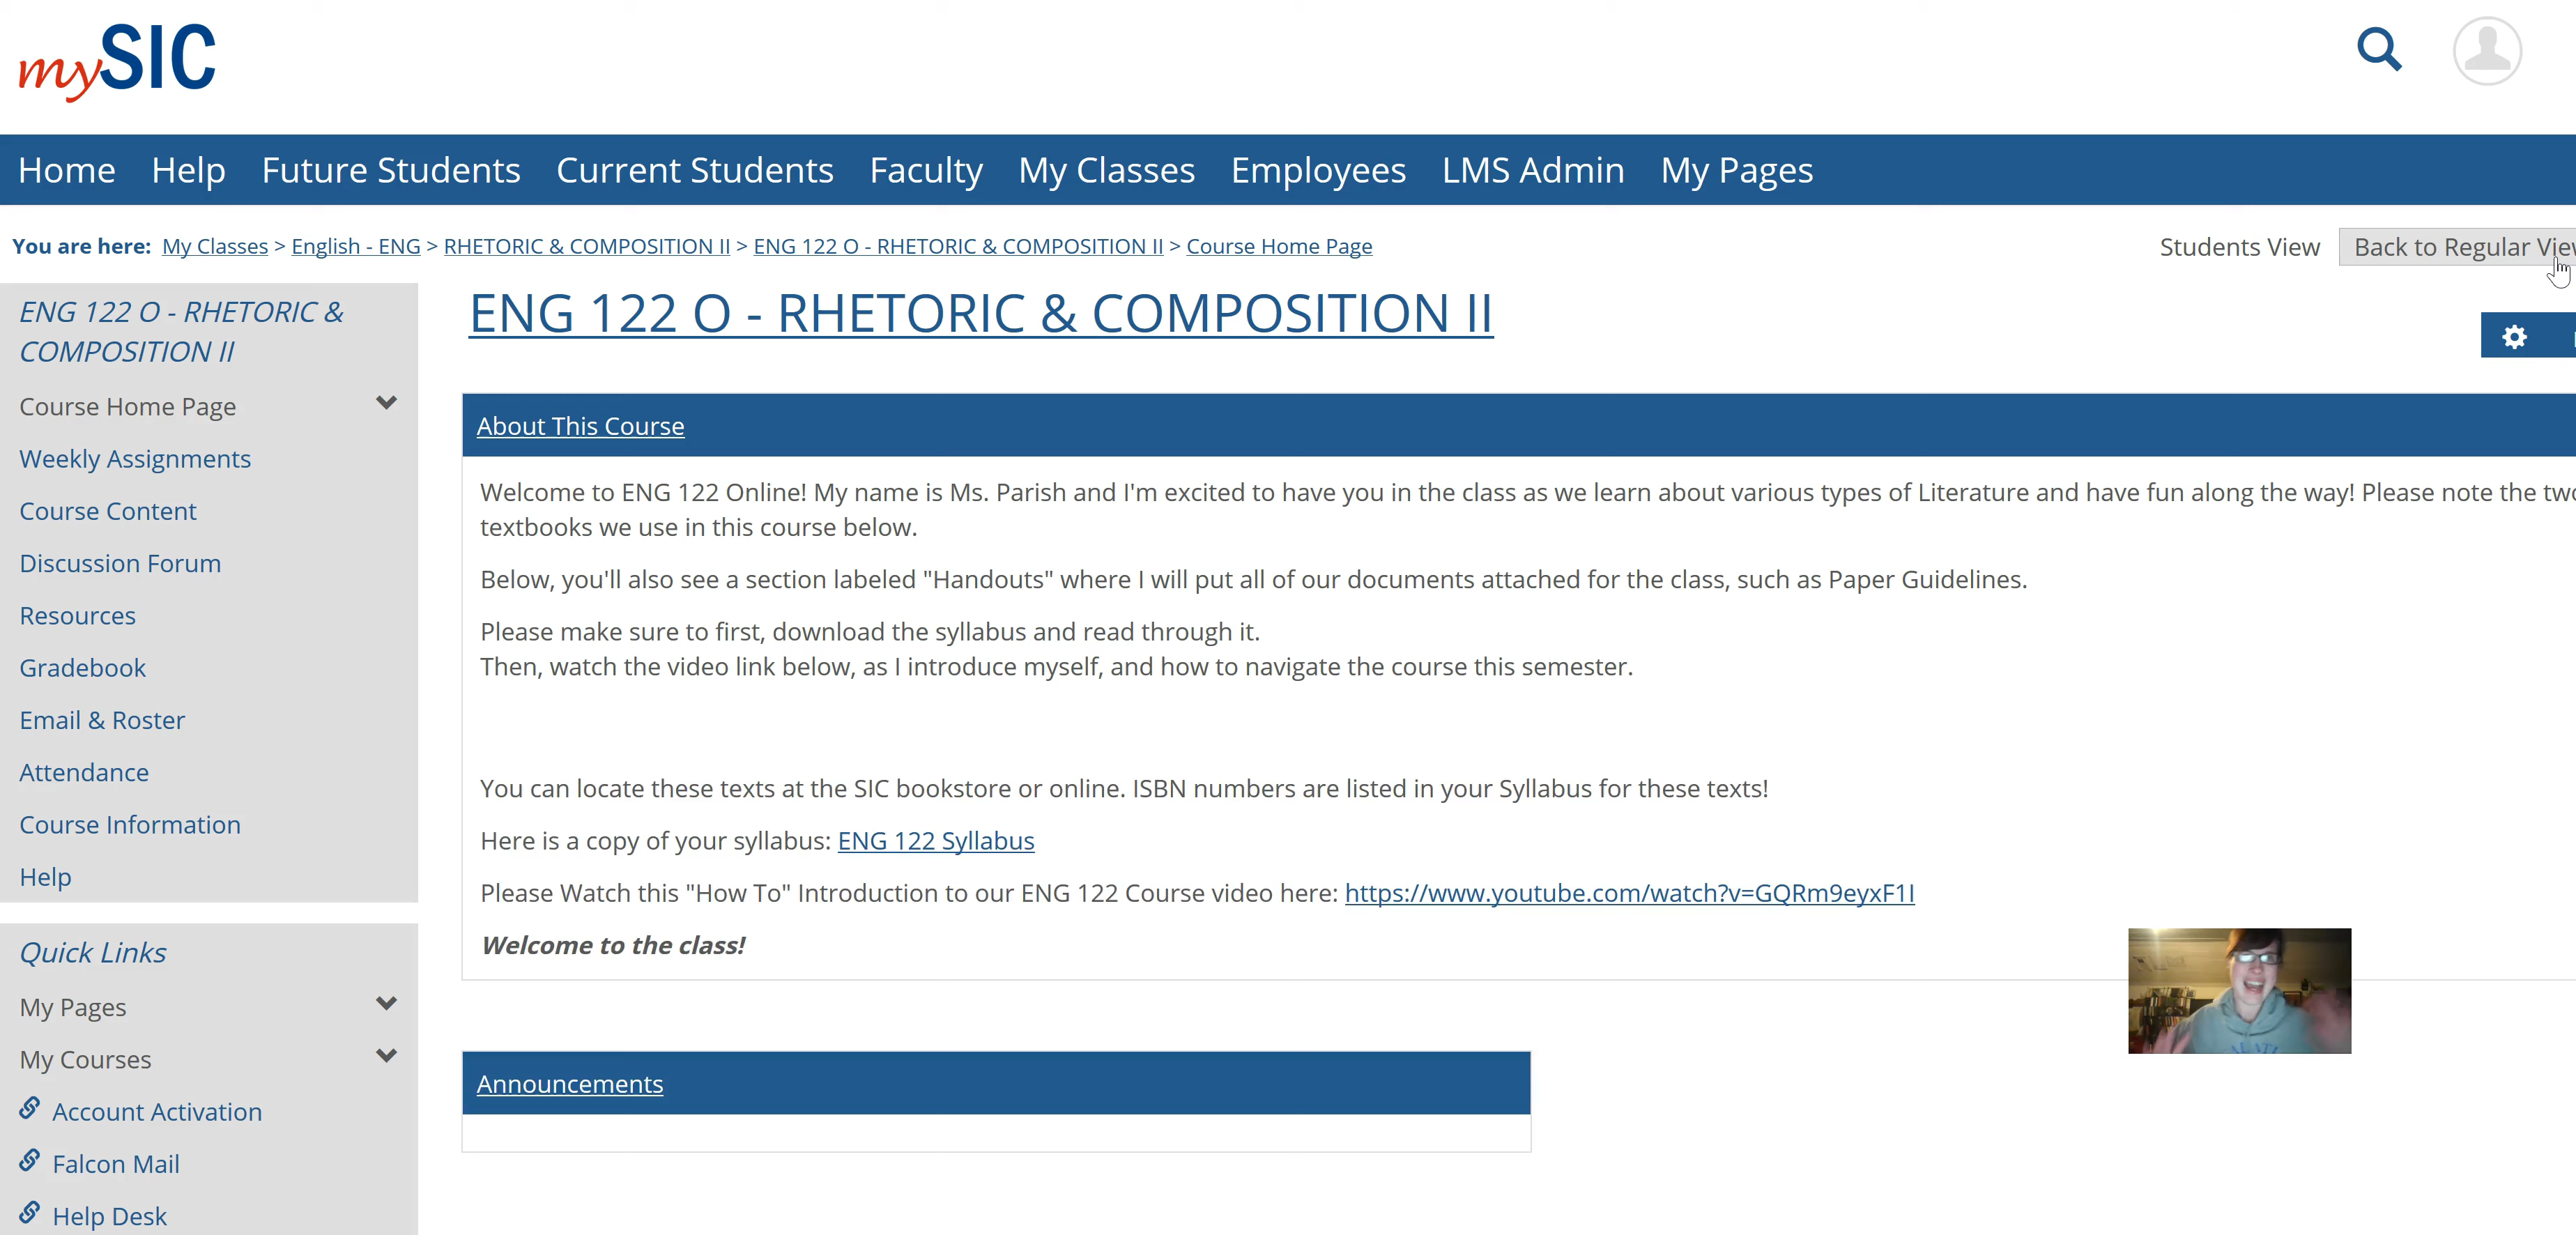 mySIC
Home Help Future Students Current Students Faculty My Classes Employees LMS Admin My Pages
You are here: My Classes > English - ENG > RHETORIC & COMPOSITION II > ENG 122 O - RHETORIC & COMPOSITION II > Course Home Page
Students View Back to Regular View
ENG 122 O - RHETORIC &
COMPOSITION II
Course Home Page
Weekly Assignments
Course Content
Discussion Forum
Resources
Gradebook
Email & Roster
Attendance
Course Information
Help
Quick Links
My Pages
My Courses
Account Activation
Falcon Mail
Help Desk
ENG 122 O - RHETORIC & COMPOSITION II
About This Course
Welcome to ENG 122 Online! My name is Ms. Parish and I'm excited to have you in the class as we learn about various types of Literature and have fun along the way! Please note the two
textbooks we use in this course below.
Below, you'll also see a section labeled "Handouts" where I will put all of our documents attached for the class, such as Paper Guidelines.
Please make sure to first, download the syllabus and read through it.
Then, watch the video link below, as I introduce myself, and how to navigate the course this semester.
You can locate these texts at the SIC bookstore or online. ISBN numbers are listed in your Syllabus for these texts!
Here is a copy of your syllabus: ENG 122 Syllabus
Please Watch this "How To" Introduction to our ENG 122 Course video here: https://www.youtube.com/watch?v=GQRm9eyxF1I
Welcome to the class!
Announcements